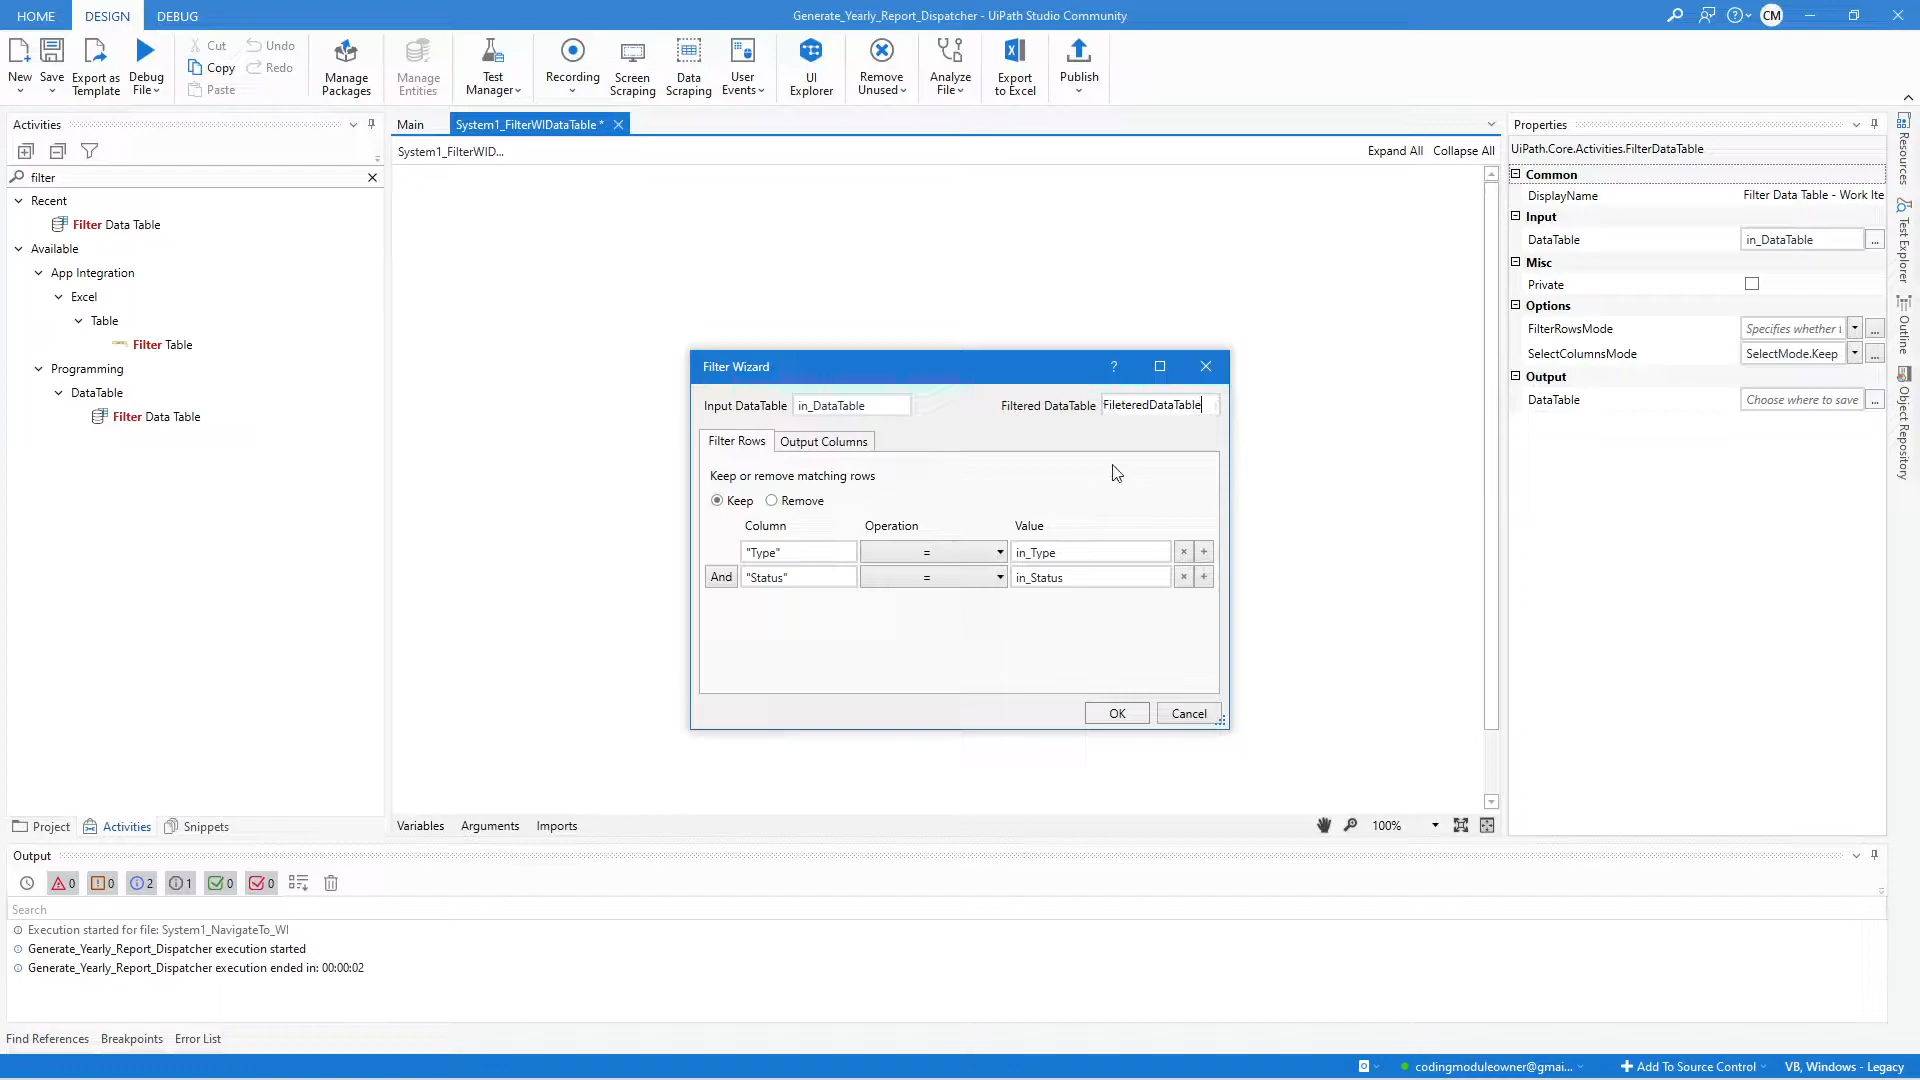 HOME DESIGN DEBUG
Generate_Yearly_Report_Dispatcher - UiPath Studio Community
CM
New
Save
Export as
Template
Debug
File
Cut
Copy
Paste
Undo
Redo
Manage
Packages
Manage
Entities
Test
Manager
Recording
Screen
Scraping
Data
Scraping
User
Events
UI
Explorer
Remove
Unused
Analyze
File
Export
to Excel
Publish
Activities
filter
Recent
Filter Data Table
Available
App Integration
Excel
Table
Filter Table
Programming
DataTable
Filter Data Table
Project Activities Snippets
Main System1_FilterWIDataTable *
System1_FilterWID...
Expand All Collapse All
Filter Wizard
Input DataTable in_DataTable
Filtered DataTable FileteredDataTable
Filter Rows Output Columns
Keep or remove matching rows
Keep Remove
Column Operation Value
"Type" = in_Type
And "Status" = in_Status
OK Cancel
Variables Arguments Imports
100%
Properties
UiPath.Core.Activities.FilterDataTable
Common
DisplayName Filter Data Table - Work Ite
Input
DataTable in_DataTable ...
Misc
Private
Options
FilterRowsMode Specifies whether t ...
SelectColumnsMode SelectMode.Keep ...
Output
DataTable Choose where to save ...
Resources
Test Explorer
Outline
Object Repository
Output
0 0 2 1 0 0
Search
Execution started for file: System1_NavigateTo_WI
Generate_Yearly_Report_Dispatcher execution started
Generate_Yearly_Report_Dispatcher execution ended in: 00:00:02
Find References Breakpoints Error List
codingmoduleowner@gmai...
Add To Source Control
VB, Windows - Legacy